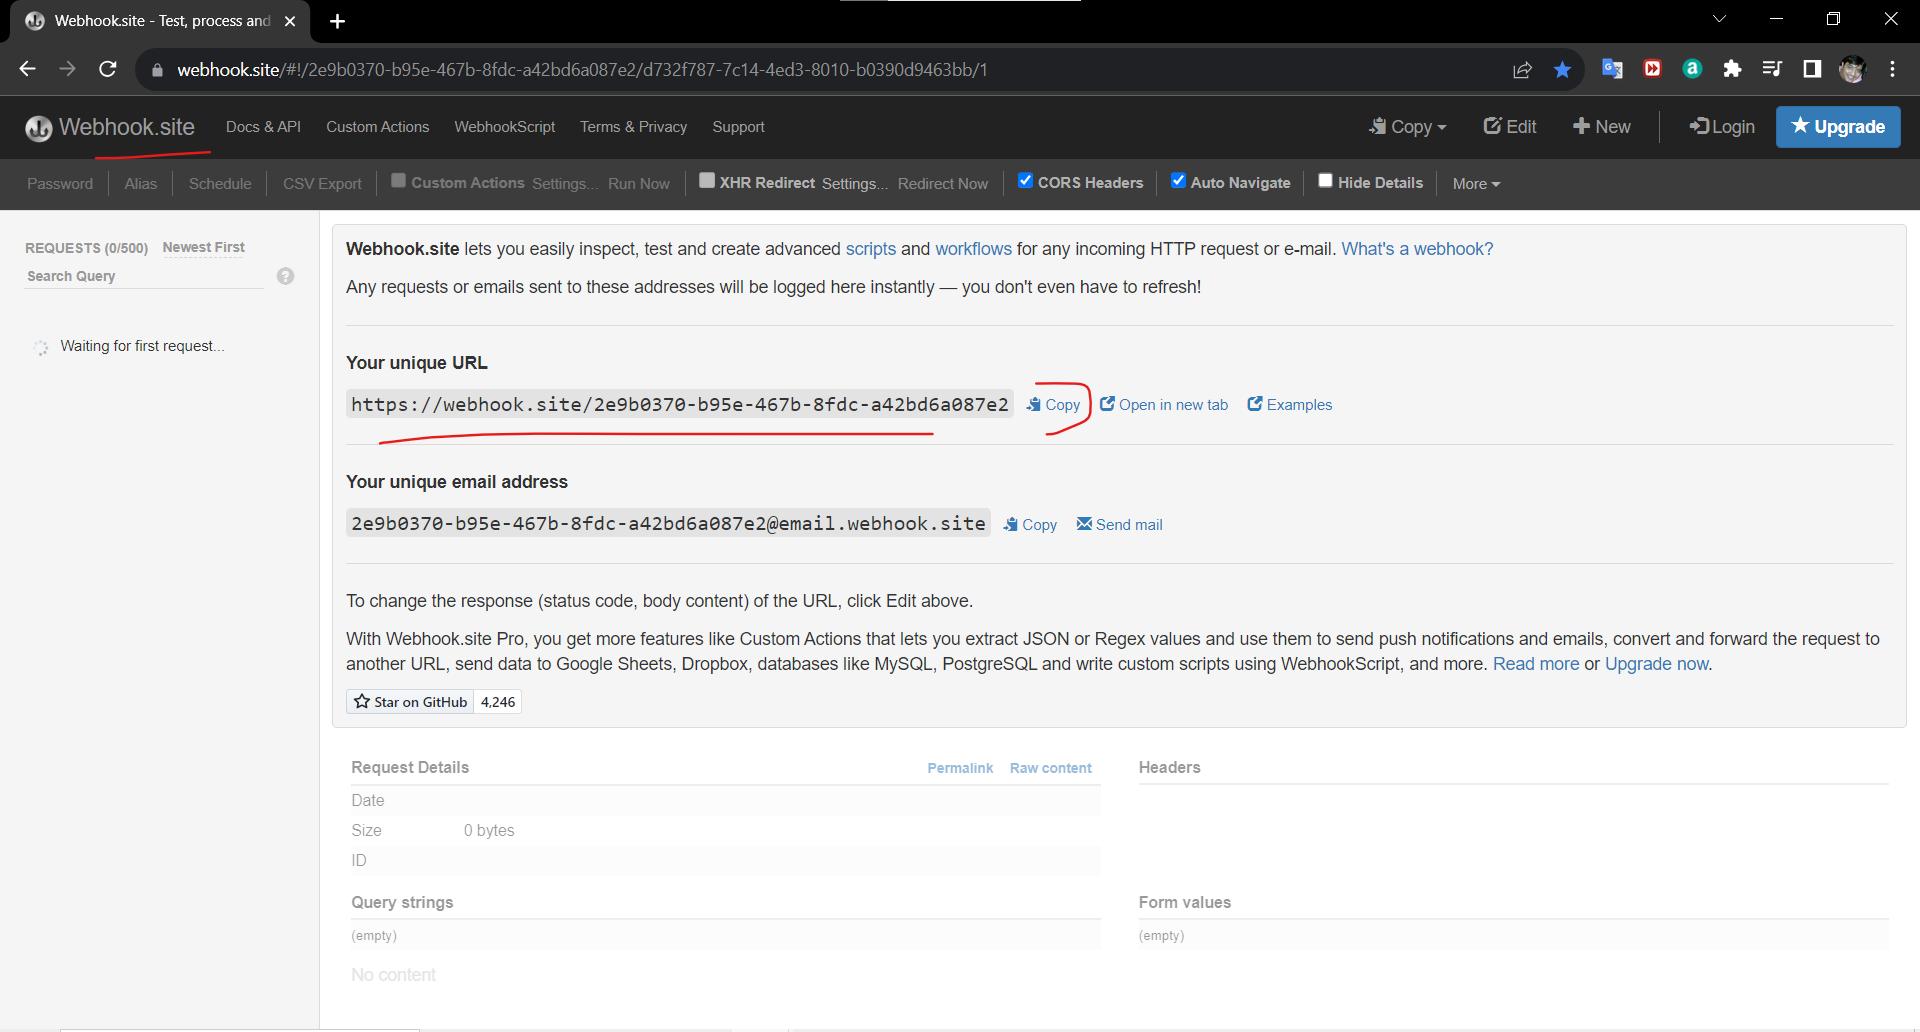 Webhook.site - Test, process and
webhook.site/#!/2e9b0370-b95e-467b-8fdc-a42bd6a087e2/d732f787-7c14-4ed3-8010-b0390d9463bb/1
Webhook.site Docs & API Custom Actions WebhookScript Terms & Privacy Support Copy Edit New Login Upgrade
Password Alias Schedule CSV Export Custom Actions Settings... Run Now XHR Redirect Settings... Redirect Now CORS Headers Auto Navigate Hide Details More
REQUESTS (0/500) Newest First
Search Query ?
Waiting for first request...
Webhook.site lets you easily inspect, test and create advanced scripts and workflows for any incoming HTTP request or e-mail. What's a webhook?
Any requests or emails sent to these addresses will be logged here instantly — you don't even have to refresh!
Your unique URL
https://webhook.site/2e9b0370-b95e-467b-8fdc-a42bd6a087e2 Copy Open in new tab Examples
Your unique email address
2e9b0370-b95e-467b-8fdc-a42bd6a087e2@email.webhook.site Copy Send mail
To change the response (status code, body content) of the URL, click Edit above.
With Webhook.site Pro, you get more features like Custom Actions that lets you extract JSON or Regex values and use them to send push notifications and emails, convert and forward the request to
another URL, send data to Google Sheets, Dropbox, databases like MySQL, PostgreSQL and write custom scripts using WebhookScript, and more. Read more or Upgrade now.
Star on GitHub 4,246
Request Details Permalink Raw content Headers
Date
Size 0 bytes
ID
Query strings Form values
(empty) (empty)
No content